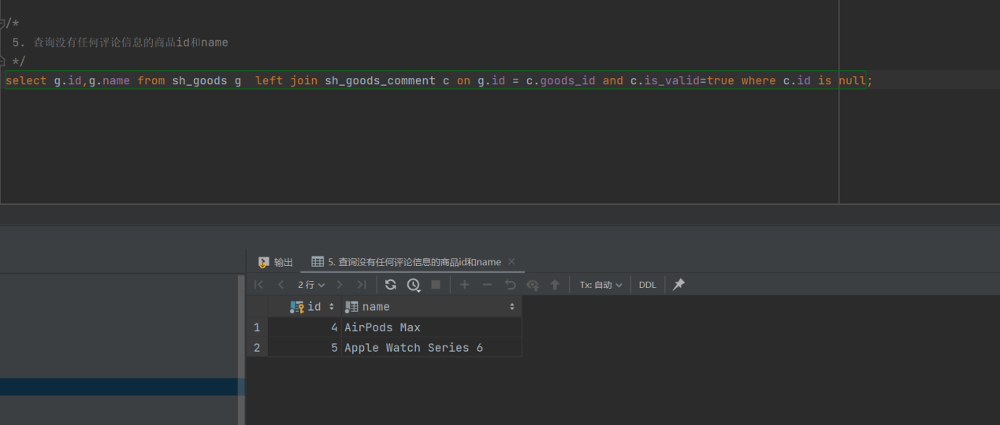 /*
5. 查询没有任何评论信息的商品id和name
*/
select g.id,g.name from sh_goods g  left join sh_goods_comment c on g.id = c.goods_id and c.is_valid=true where c.id is null;
输出 5. 查询没有任何评论信息的商品id和name
2 行 Tx: 自动 DDL
id name
1 4 AirPods Max
2 5 Apple Watch Series 6